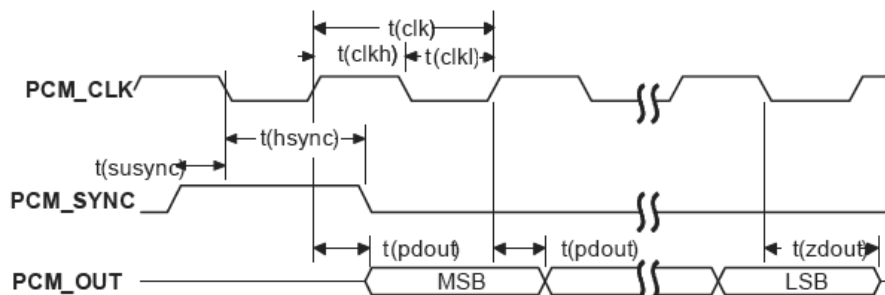 t(clk)
t(clkh) t(clkl)
PCM_CLK
t(hsync)
t(susync)
PCM_SYNC
t(pdout) t(pdout) t(zdout)
PCM_OUT MSB LSB